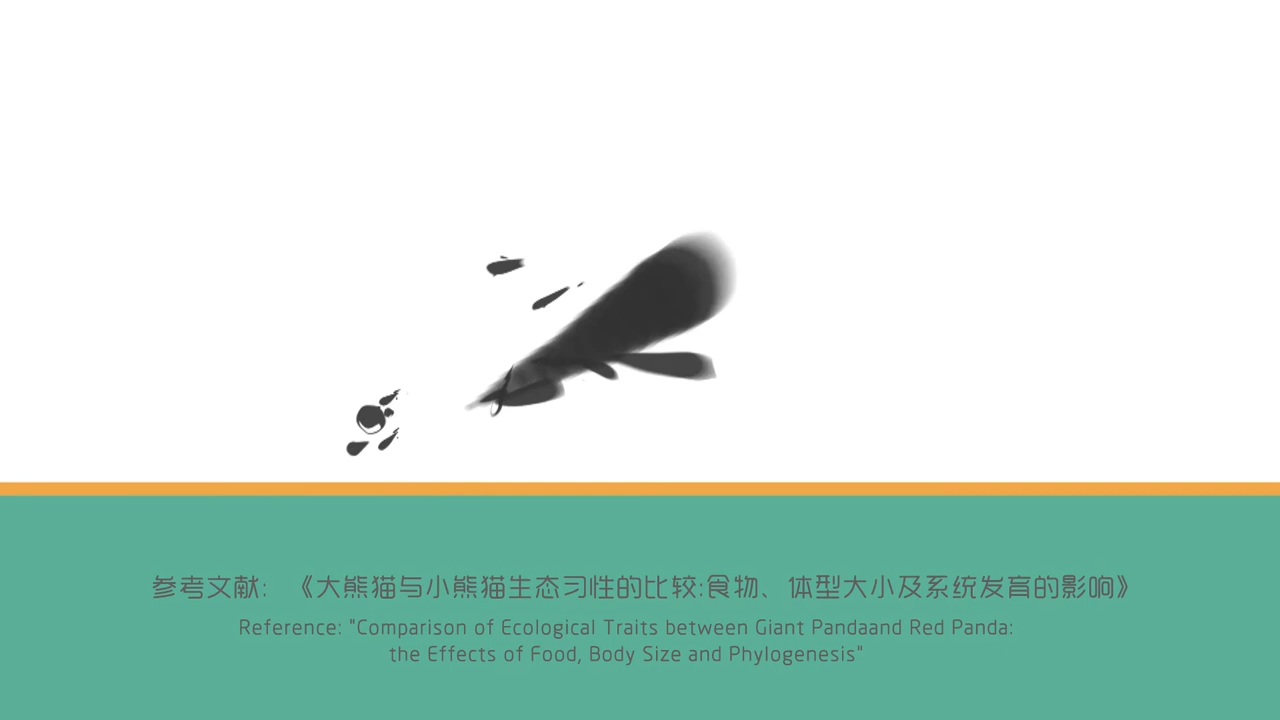 参考文献: 《大熊猫与小熊猫生态习性的比较:食物、体型大小及系统发育的影响》
Reference: "Comparison of Ecological Traits between Giant Pandaand Red Panda:
the Effects of Food, Body Size and Phylogenesis"